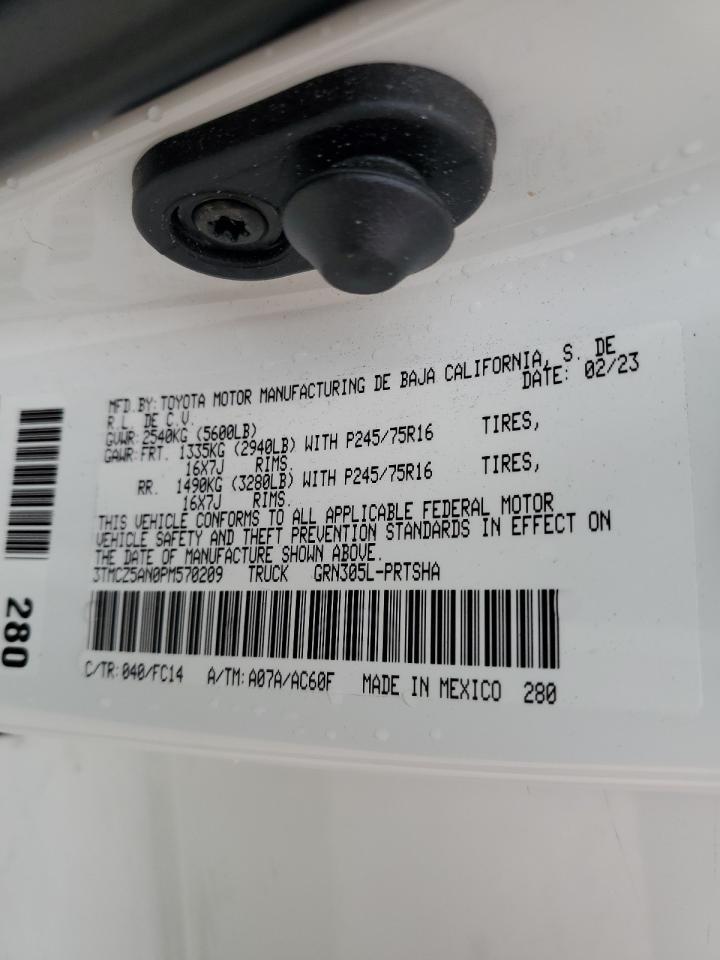 MFD.BY:TOYOTA MOTOR MANUFACTURING DE BAJA CALIFORNIA, S. DE
R.L. DE C.V. DATE: 02/23
GVWR:2540KG (5600LB)
GAWR:FRT. 1335KG (2940LB) WITH P245/75R16 TIRES,
16X7J RIMS.
RR. 1490KG (3280LB) WITH P245/75R16 TIRES,
16X7J RIMS.
THIS VEHICLE CONFORMS TO ALL APPLICABLE FEDERAL MOTOR
VEHICLE SAFETY AND THEFT PREVENTION STANDARDS IN EFFECT ON
THE DATE OF MANUFACTURE SHOWN ABOVE.
3TMCZ5AN0PM570209 TRUCK GRN305L-PRTSHA
C/TR:040/FC14 A/TM:A07A/AC60F MADE IN MEXICO 280
280